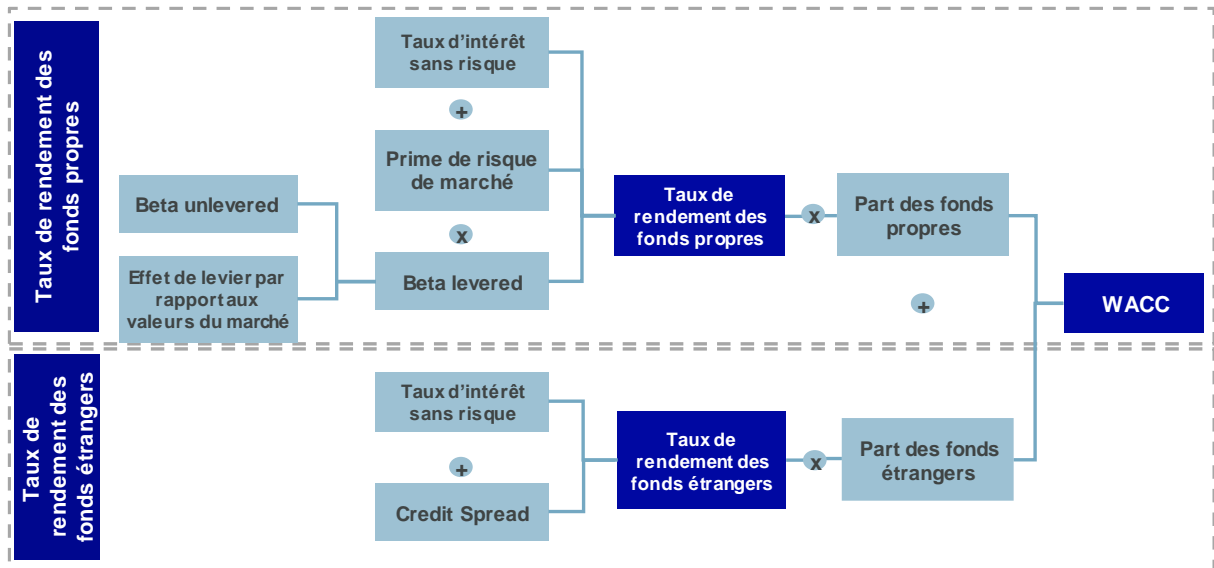 Taux de rendement des
fonds propres
Taux d'intérêt
sans risque
+
Prime de risque
de marché
x
Beta levered
Beta unlevered
Effet de levier par
rapport aux
valeurs du marché
Taux de
rendement des
fonds propres
x
Part des fonds
propres
+
WACC
Taux de
rendement des
fonds étrangers
Taux d'intérêt
sans risque
+
Credit Spread
Taux de
rendement des
fonds étrangers
x
Part des fonds
étrangers